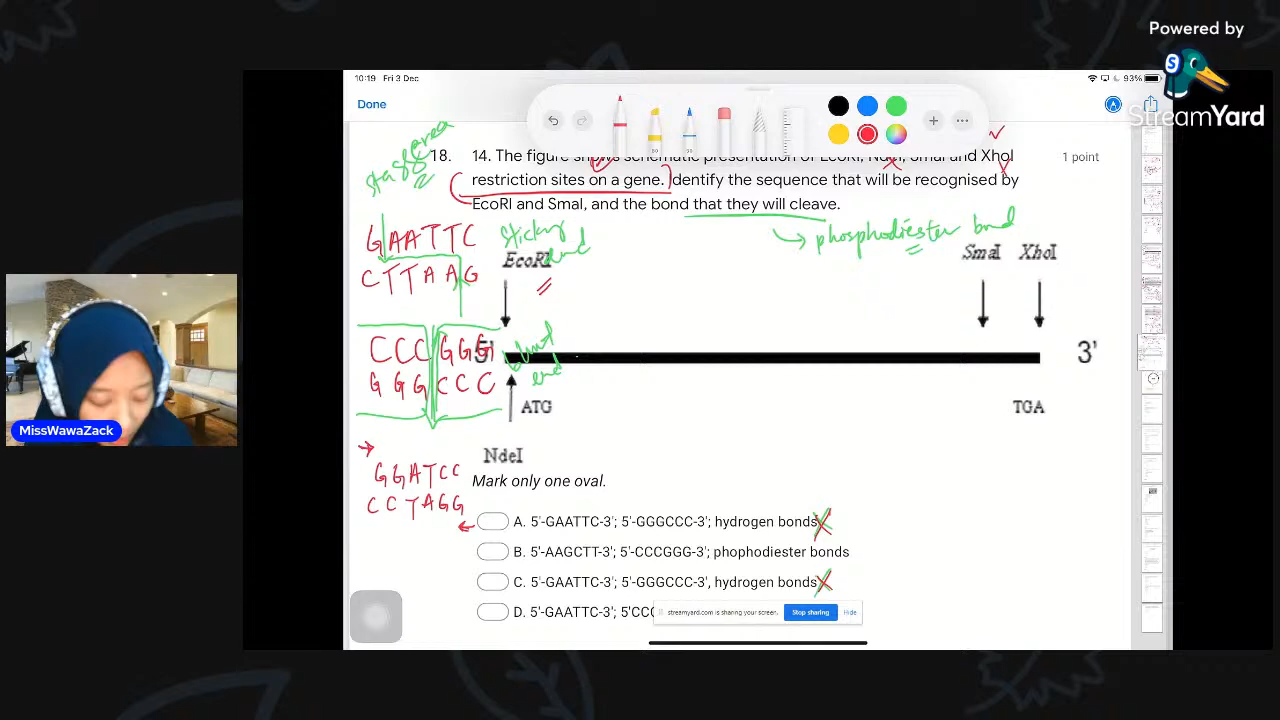 Powered by
StreamYard
10:19 Fri 3 Dec
93%
Done
staggered
18.
14. The figure shows schematic presentation of EcoRI, NdeI, SmaI and XhoI
restriction sites on a gene. Identify the sequence that will be recognised by
EcoRI and SmaI, and the bond that they will cleave.
1 point
phosphodiester bond
GAATTC
CTTAAG
sticky
end
EcoRI
SmaI XhoI
CCCGGG
GGGCCC
blunt
end
5'
3'
ATG
TGA
NdeI
GGATCC
CCTAGG
Mark only one oval.
A. 5'-GAATTC-3'; 5'-GGGCCC-3', hydrogen bonds
B. 5'-AAGCTT-3'; 5'-CCCGGG-3'; phophodiester bonds
C. 5'-GAATTC-3'; 5'-GGGCCC-3', hydrogen bonds
D. 5'-GAATTC-3'; 5'CCC
streamyard.com is sharing your screen.
Stop sharing
Hide
MissWawaZack